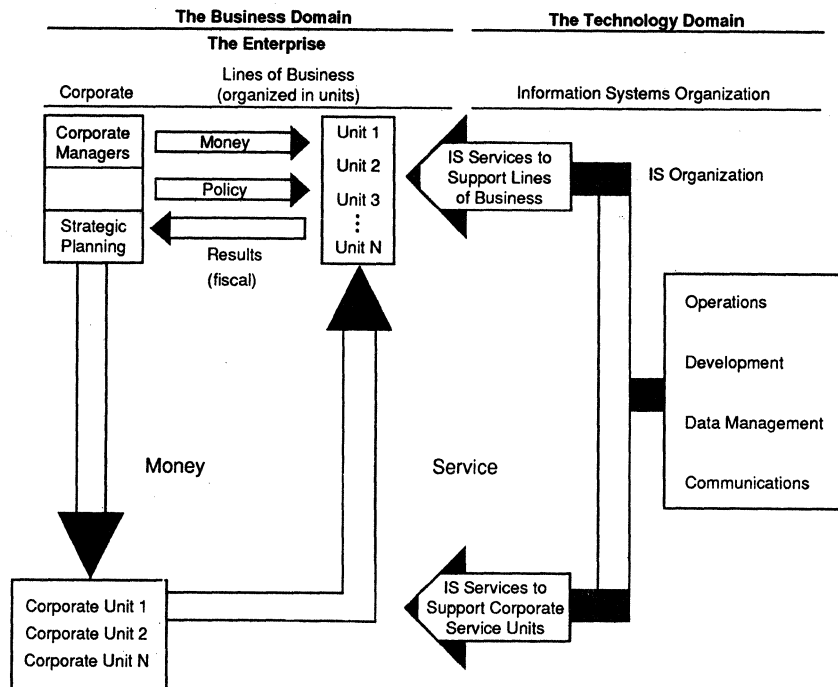 The Business Domain
The Technology Domain
The Enterprise
Lines of Business
(organized in units)
Corporate
Information Systems Organization
Corporate
Managers
Strategic
Planning
Money
Policy
Results
(fiscal)
Unit 1
Unit 2
Unit 3
⋮
Unit N
IS Services to
Support Lines
of Business
IS Organization
Operations
Development
Data Management
Communications
Money
Service
Corporate Unit 1
Corporate Unit 2
Corporate Unit N
IS Services to
Support Corporate
Service Units